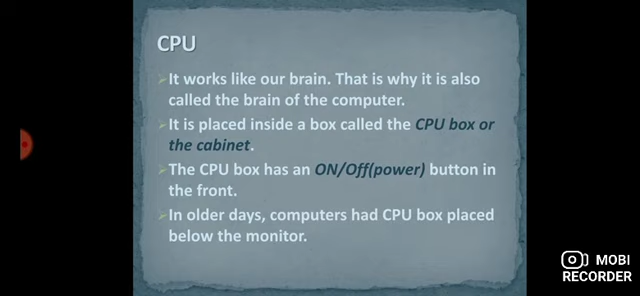 CPU
It works like our brain. That is why it is also
called the brain of the computer.
It is placed inside a box called the CPU box or
the cabinet.
The CPU box has an ON/Off(power) button in
the front.
In older days, computers had CPU box placed
below the monitor.
MOBI
RECORDER